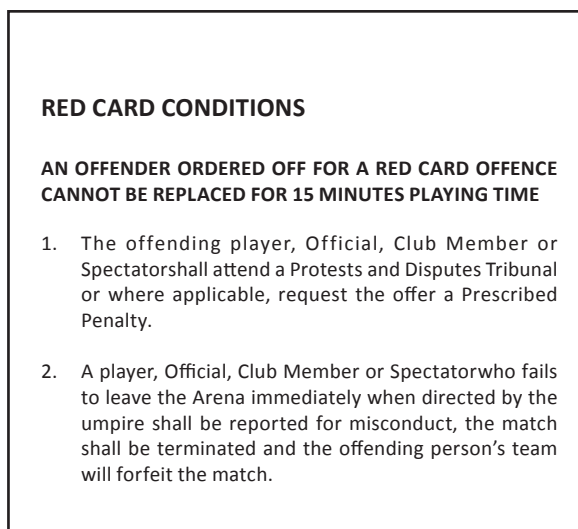 RED CARD CONDITIONS
AN OFFENDER ORDERED OFF FOR A RED CARD OFFENCE
CANNOT BE REPLACED FOR 15 MINUTES PLAYING TIME
1. The offending player, Official, Club Member or
Spectatorshall attend a Protests and Disputes Tribunal
or where applicable, request the offer a Prescribed
Penalty.
2. A player, Official, Club Member or Spectatorwho fails
to leave the Arena immediately when directed by the
umpire shall be reported for misconduct, the match
shall be terminated and the offending person’s team
will forfeit the match.